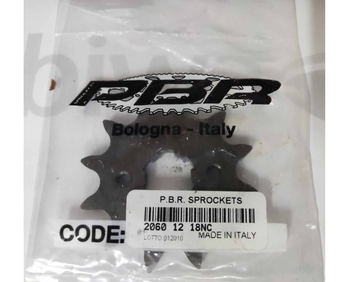 PBR
Bologna - Italy
P.B.R. SPROCKETS
CODE:
2060 12 18NC
LOTTO 012010 MADE IN ITALY